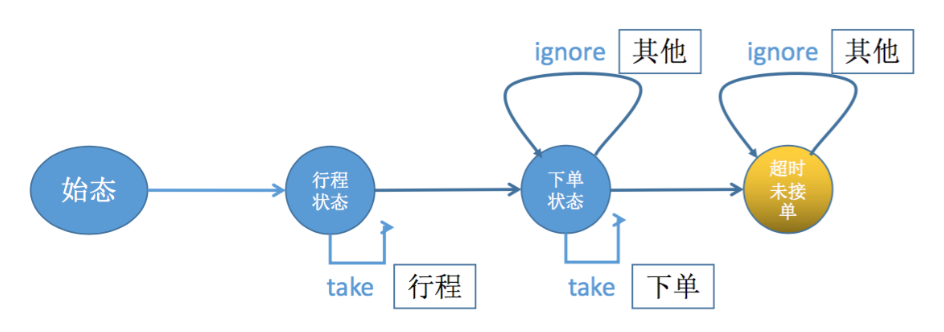 ignore 其他
ignore 其他
始态
行程
状态
下单
状态
超时
未接
单
take 行程
take 下单